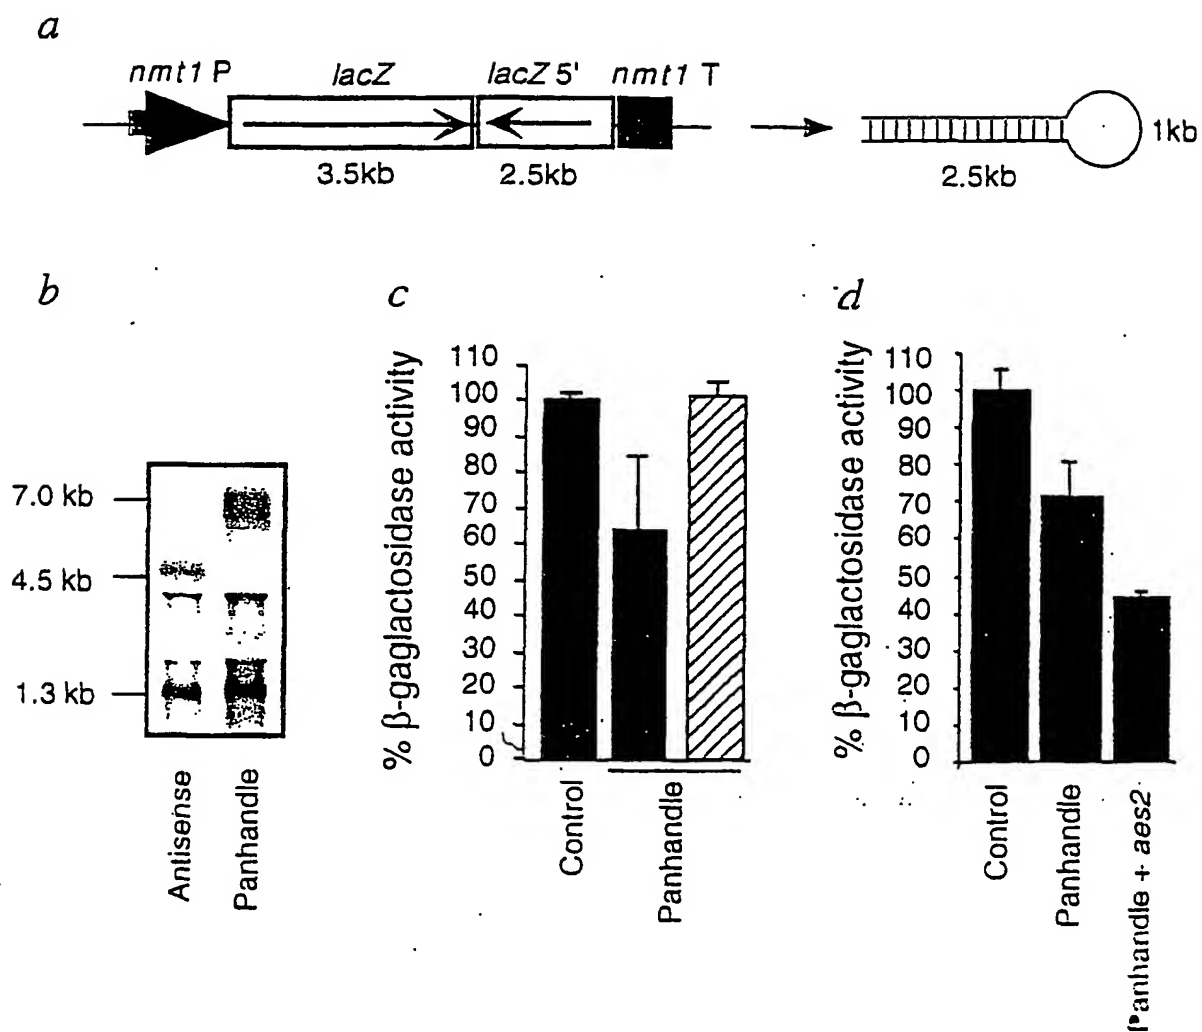 a
nmt1 P lacZ lacZ 5' nmt1 T
3.5kb 2.5kb
2.5kb
1kb
b
7.0 kb
4.5 kb
1.3 kb
Antisense
Panhandle
c
% β-gaglactosidase activity
110
100
90
80
70
60
50
40
30
20
10
0
Control
Panhandle
d
% β-gaglactosidase activity
110
100
90
80
70
60
50
40
30
20
10
0
Control
Panhandle
Panhandle + aes2